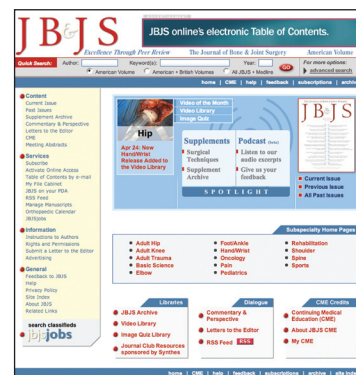 JB&JS
JBJS online's electronic Table of Contents.
Excellence Through Peer Review
The Journal of Bone & Joint Surgery
American Volume
Quick Search:
Author:
Keyword(s):
Year:
GO
For more options:
advanced search
American Volume
American + British Volumes
All JBJS + Medline
home | CME | help | feedback | subscriptions | archive
Content
Current Issue
Past Issues
Supplement Archive
Commentary & Perspective
Letters to the Editor
CME
Meeting Abstracts
Services
Subscribe
Activate Online Access
Table of Contents by e-mail
My File Cabinet
JBJS on your PDA
RSS Feed
Manage Manuscripts
Orthopaedic Calendar
JBJSjobs
Information
Instructions to Authors
Rights and Permissions
Submit a Letter to the Editor
Advertising
General
Feedback to JBJS
Help
Privacy Policy
Site Index
About JBJS
Related Links
search classifieds
jbjsjobs
Hip
Apr 24: New
Hand/Wrist
Release Added to
the Video Library
Video of the Month
Video Library
Image Quiz
Supplements
Surgical
Techniques
Supplement
Archive
Podcast (beta)
Listen to our
audio excerpts
Give us your
feedback
SPOTLIGHT
JB&JS
Current Issue
Previous Issue
All Past Issues
Subspecialty Home Pages
Adult Hip
Adult Knee
Adult Trauma
Basic Science
Elbow
Foot/Ankle
Hand/Wrist
Oncology
Pain
Pediatrics
Rehabilitation
Shoulder
Spine
Sports
Libraries
JBJS Archive
Video Library
Image Quiz Library
Journal Club Resources
sponsored by Synthes
Dialogue
Commentary &
Perspective
Letters to the Editor
RSS Feed RSS
CME Credits
Continuing Medical
Education (CME)
About JBJS CME
My CME
home | CME | help | feedback | subscriptions | archive | site index